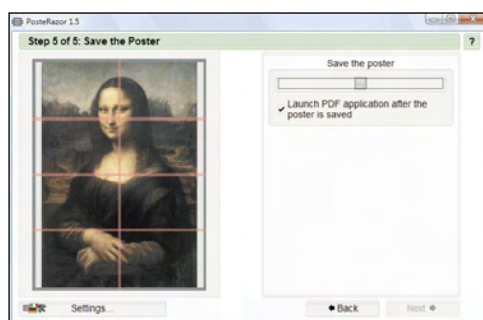 PosteRazor 1.5
Step 5 of 5: Save the Poster
?
Save the poster
Launch PDF application after the
poster is saved
Settings...
Back
Next